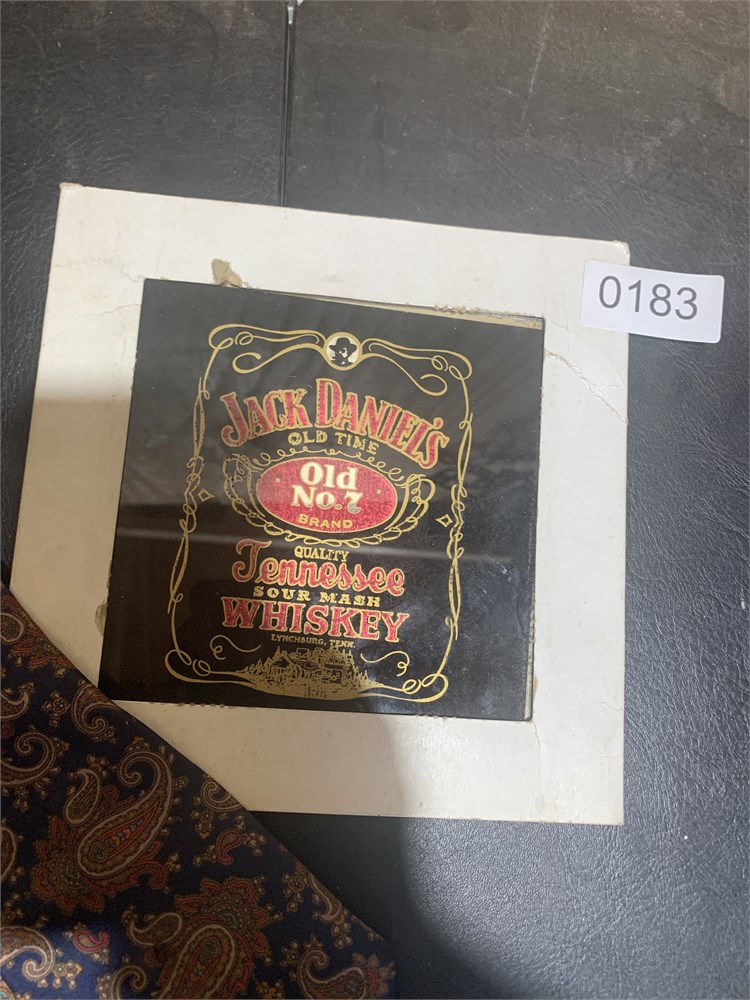 0183
JACK DANIEL'S
OLD TIME
Old
No. 7
BRAND
QUALITY
Tennessee
SOUR MASH
WHISKEY
LYNCHBURG, TENN.